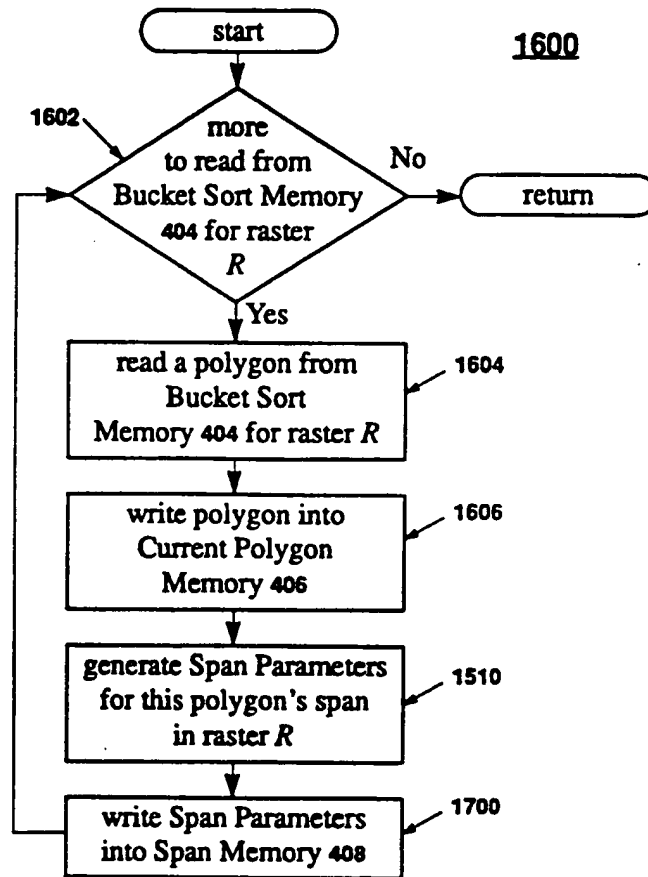 start
1600
1602
more
to read from
Bucket Sort Memory
404 for raster
R
No
return
Yes
read a polygon from
Bucket Sort
Memory 404 for raster R
1604
write polygon into
Current Polygon
Memory 406
1606
generate Span Parameters
for this polygon's span
in raster R
1510
write Span Parameters
into Span Memory 408
1700